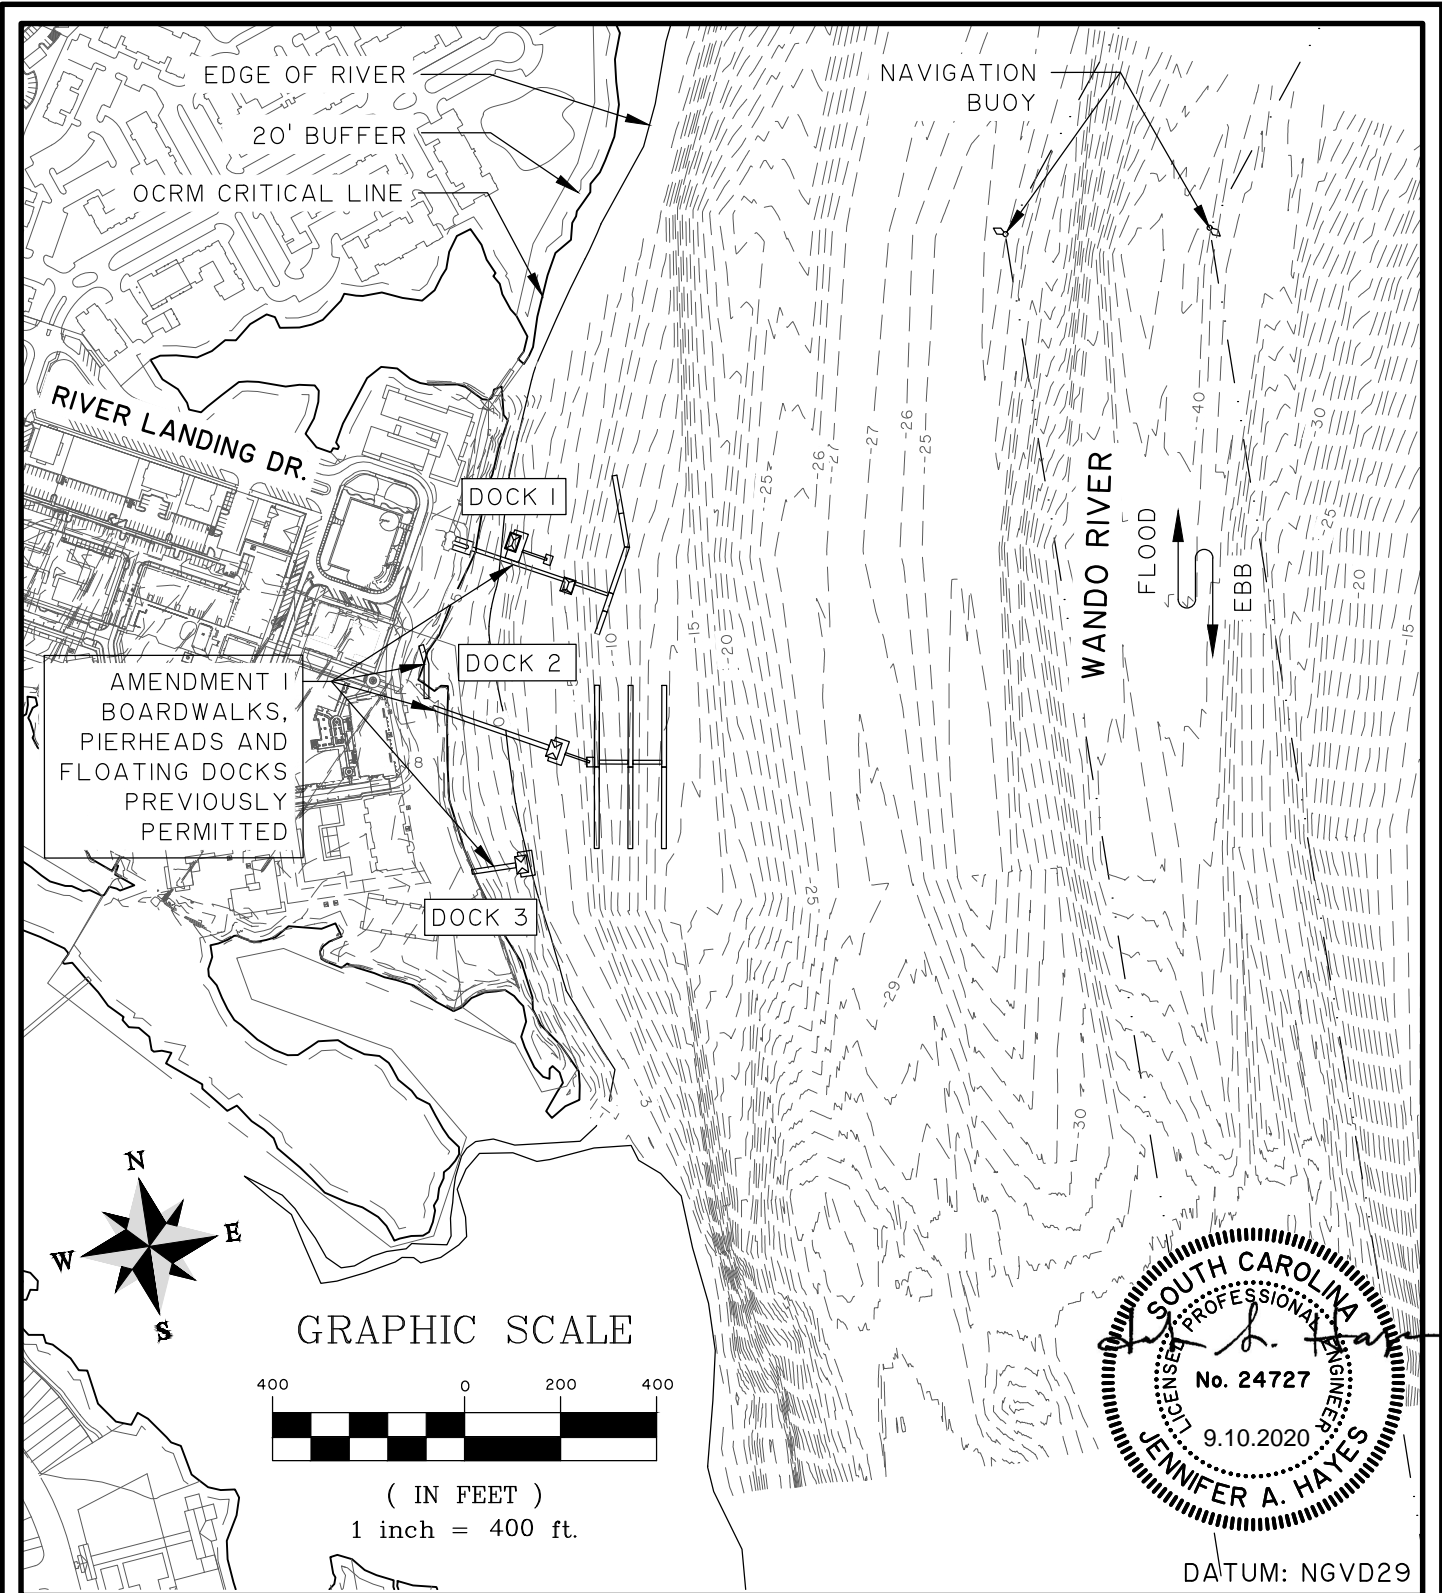 EDGE OF RIVER
20' BUFFER
OCRM CRITICAL LINE
NAVIGATION
BUOY
RIVER LANDING DR.
DOCK 1
DOCK 2
AMENDMENT 1
BOARDWALKS,
PIERHEADS AND
FLOATING DOCKS
PREVIOUSLY
PERMITTED
DOCK 3
WANDO RIVER
FLOOD
EBB
-25
-26
-27
-27
-26
-25
-40
-30
-25
-20
-15
-10
-15
-20
0
8
-25
-29
-30
N
E
W
S
GRAPHIC SCALE
400
0
200
400
( IN FEET )
1 inch = 400 ft.
SOUTH CAROLINA
LICENSED PROFESSIONAL ENGINEER
No. 24727
9.10.2020
JENNIFER A. HAYES
DATUM: NGVD29